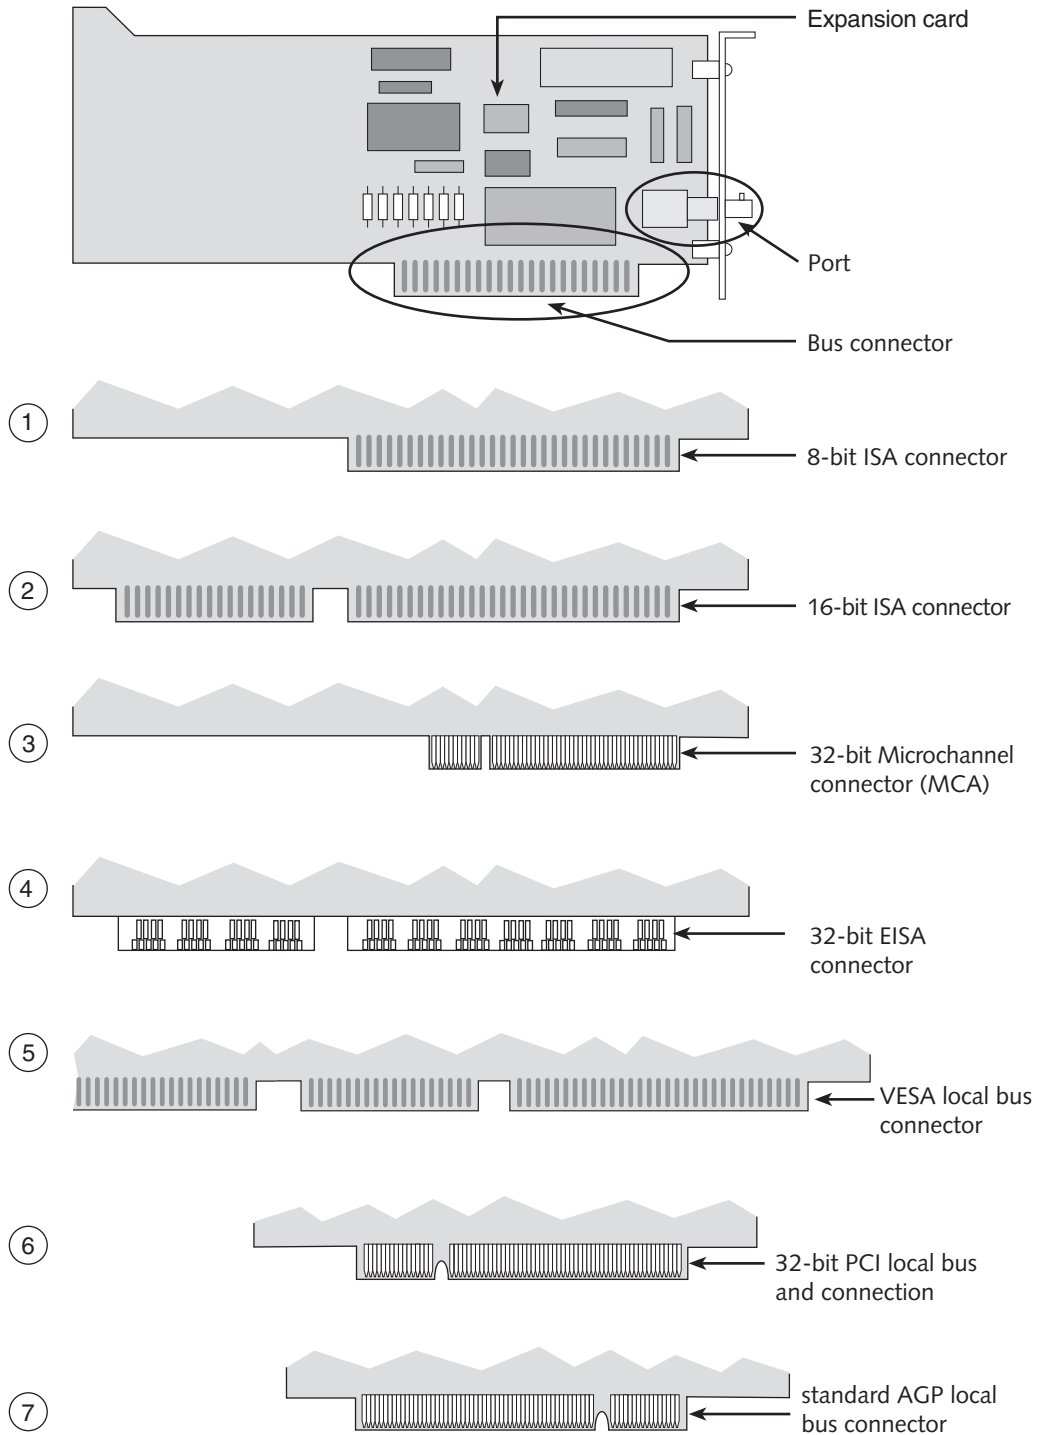 Expansion card
Port
Bus connector
1
8-bit ISA connector
2
16-bit ISA connector
3
32-bit Microchannel
connector (MCA)
4
32-bit EISA
connector
5
VESA local bus
connector
6
32-bit PCI local bus
and connection
7
standard AGP local
bus connector